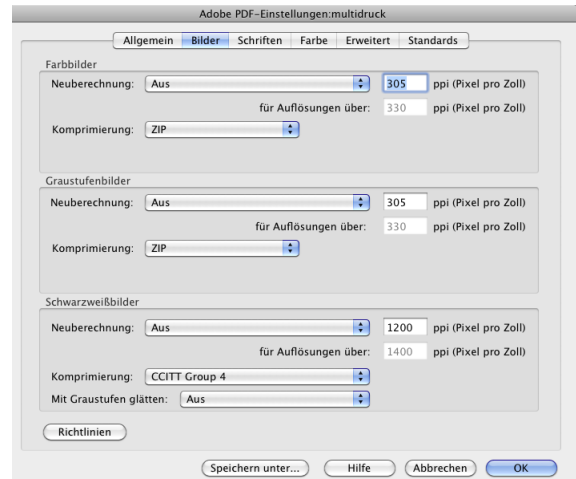 Adobe PDF-Einstellungen:multidruck
Allgemein Bilder Schriften Farbe Erweitert Standards
Farbbilder
Neuberechnung: Aus 305 ppi (Pixel pro Zoll)
für Auflösungen über: 330 ppi (Pixel pro Zoll)
Komprimierung: ZIP
Graustufenbilder
Neuberechnung: Aus 305 ppi (Pixel pro Zoll)
für Auflösungen über: 330 ppi (Pixel pro Zoll)
Komprimierung: ZIP
Schwarzweißbilder
Neuberechnung: Aus 1200 ppi (Pixel pro Zoll)
für Auflösungen über: 1400 ppi (Pixel pro Zoll)
Komprimierung: CCITT Group 4
Mit Graustufen glätten: Aus
Richtlinien
Speichern unter... Hilfe Abbrechen OK